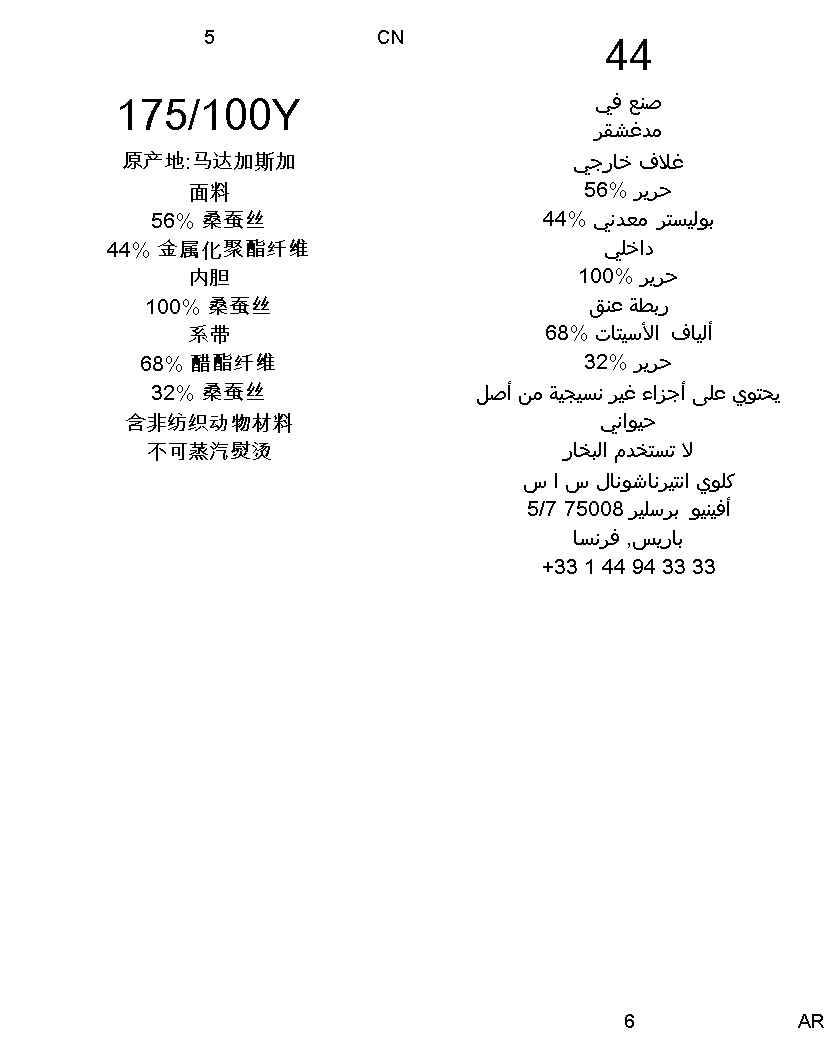 5
CN
175/100Y
原产地:马达加斯加
面料
56% 桑蚕丝
44% 金属化聚酯纤维
内胆
100% 桑蚕丝
系带
68% 醋酯纤维
32% 桑蚕丝
含非纺织动物材料
不可蒸汽熨烫
44
صنع في
مدغشقر
غلاف خارجي
حرير %56
بوليستر معدني %44
داخلي
حرير %100
ربطة عنق
ألياف الأسيتات %68
حرير %32
يحتوي على أجزاء غير نسيجية من أصل
حيواني
لا تستخدم البخار
كلوي انتيرناشونال س ا س
أفينيو برسلير 75008 5/7
باريس, فرنسا
+33 1 44 94 33 33
6
AR